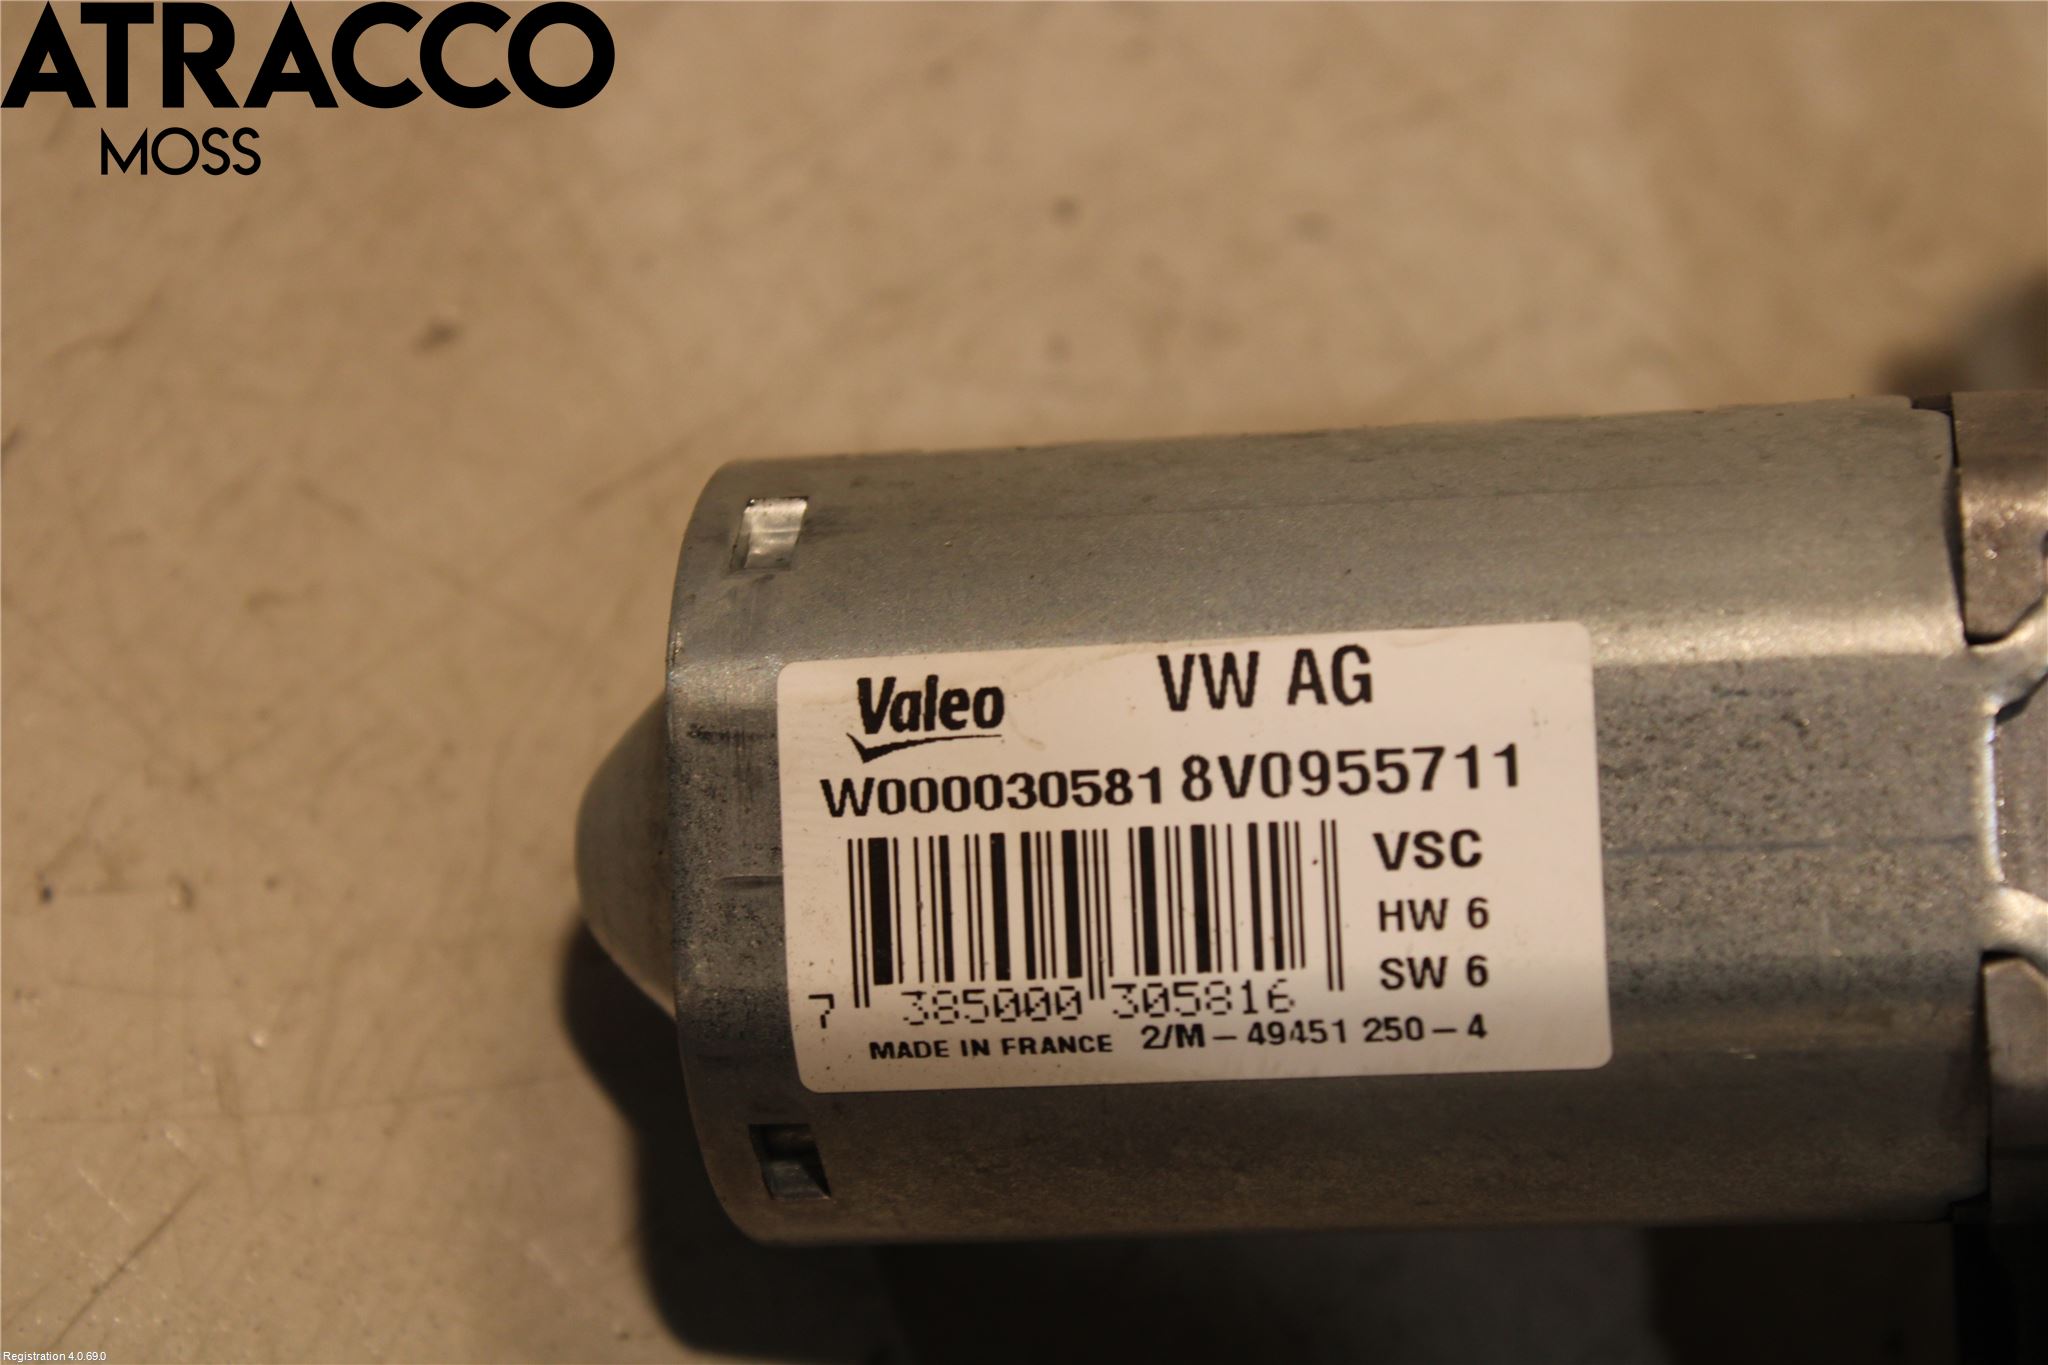 ATRACCO
MOSS
Valeo VW AG
W000030581 8V0955711
VSC
HW 6
SW 6
7 385000 305816
MADE IN FRANCE 2/M-49451 250-4
Registration 4.0.69.0